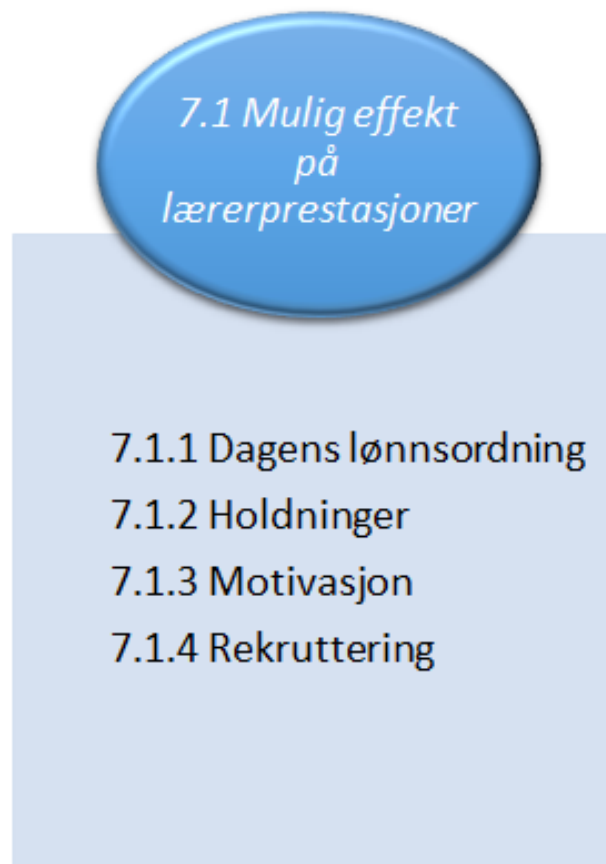 7.1 Mulig effekt
på
lærerprestasjoner
7.1.1 Dagens lønnsordning
7.1.2 Holdninger
7.1.3 Motivasjon
7.1.4 Rekruttering